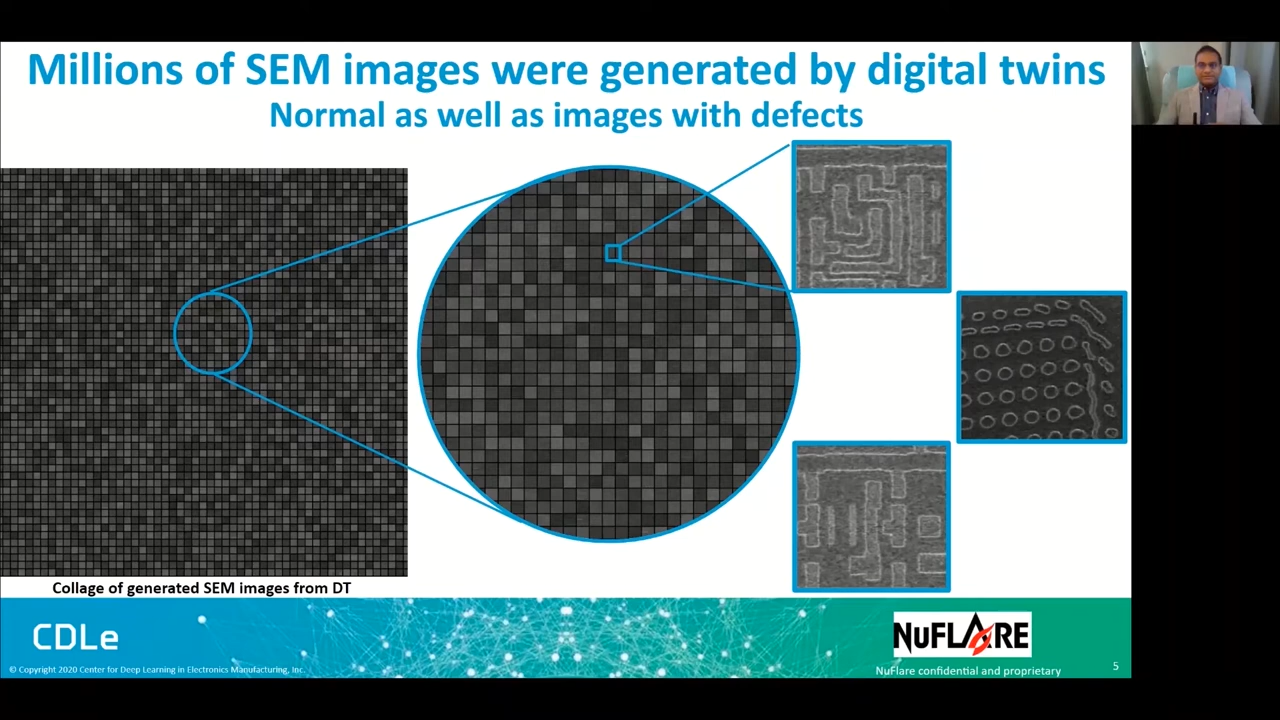 Millions of SEM images were generated by digital twins
Normal as well as images with defects
Collage of generated SEM images from DT
CDLe
© Copyright 2020 Center for Deep Learning in Electronics Manufacturing, Inc.
NUFLARE
NuFlare confidential and proprietary
5